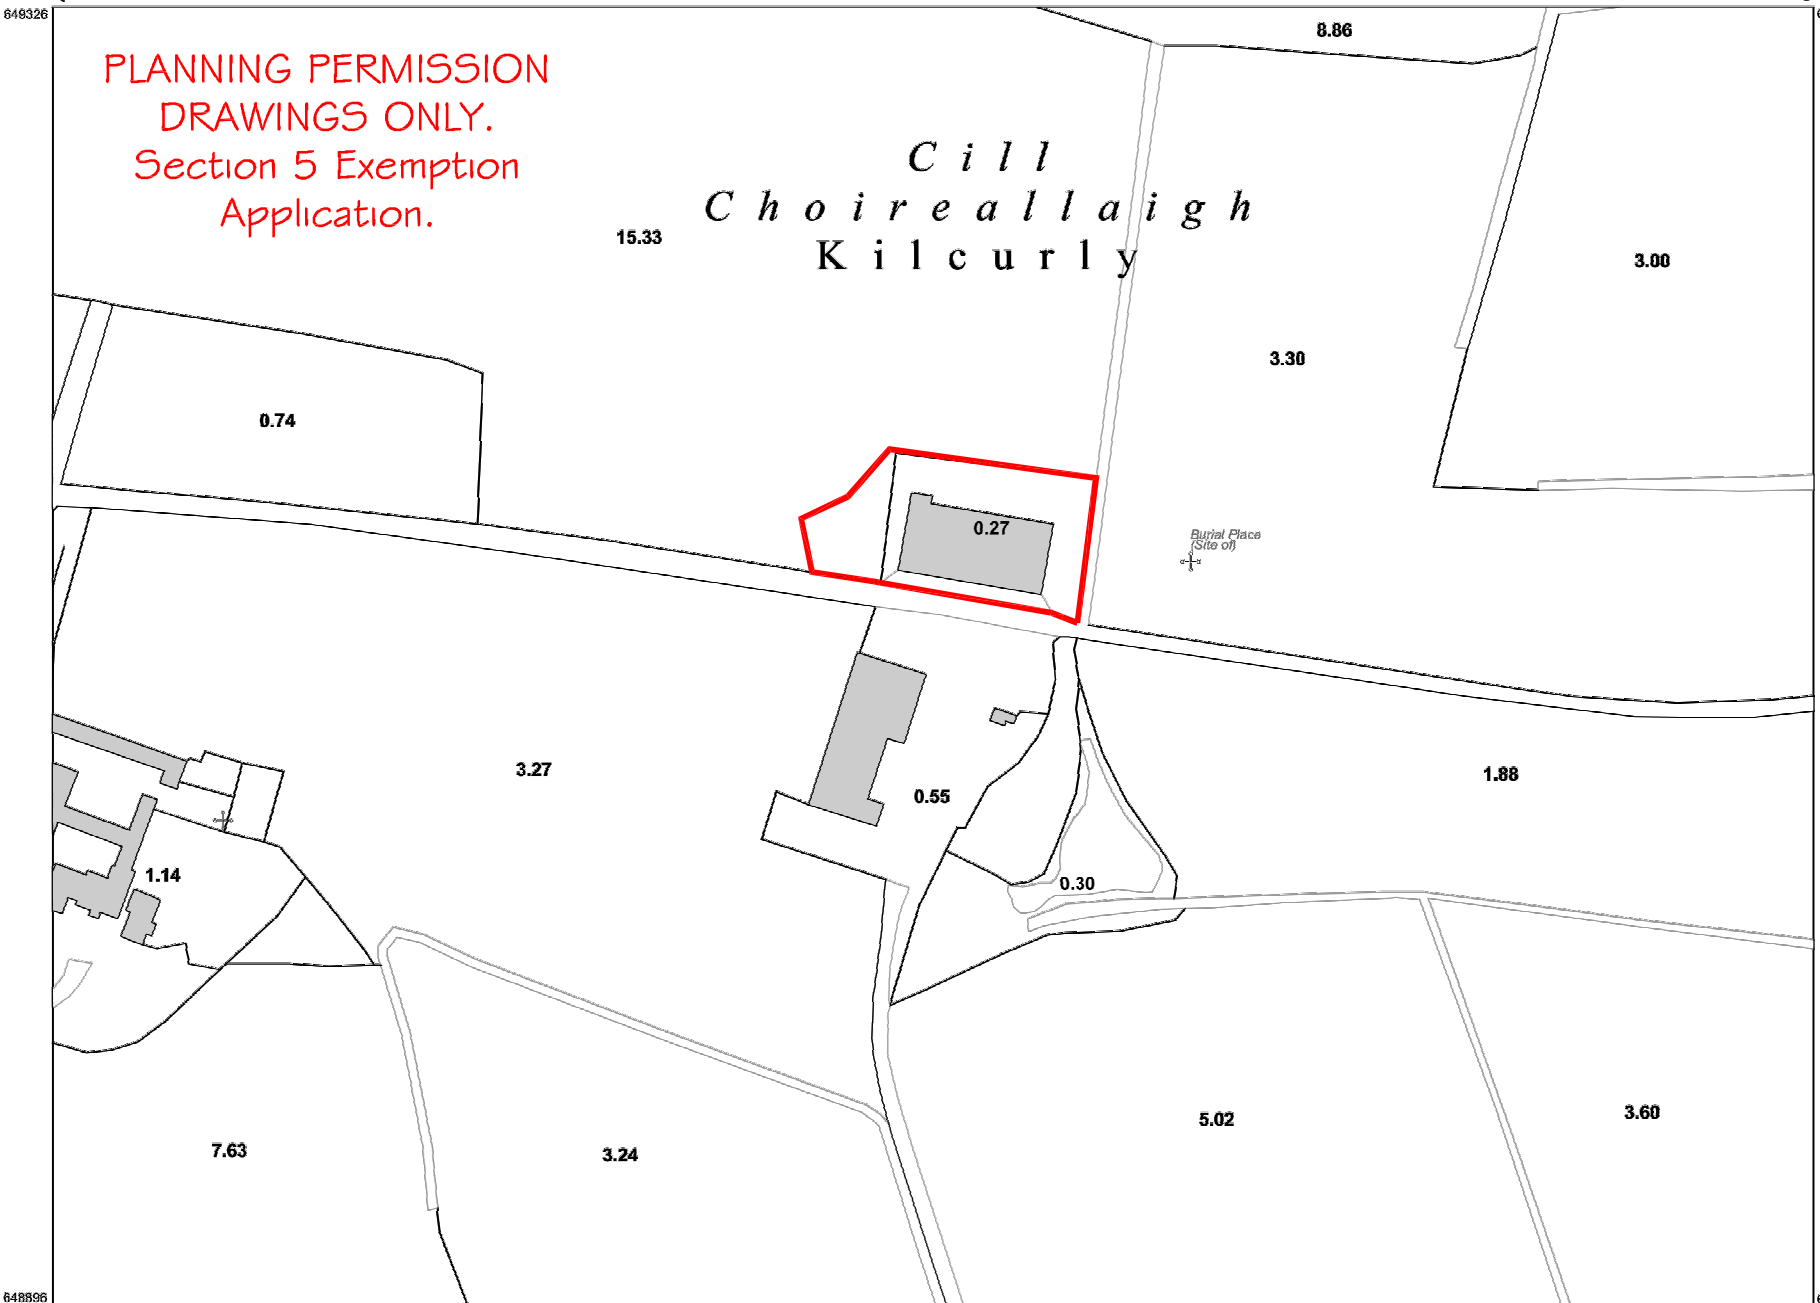 649326
PLANNING PERMISSION
DRAWINGS ONLY.
Section 5 Exemption
Application.
8.86
Cill
Choireallaigh
Kilcurly
15.33
3.00
3.30
0.74
0.27
Burial Place
(Site of)
3.27
0.55
1.88
1.14
0.30
5.02
3.60
7.63
3.24